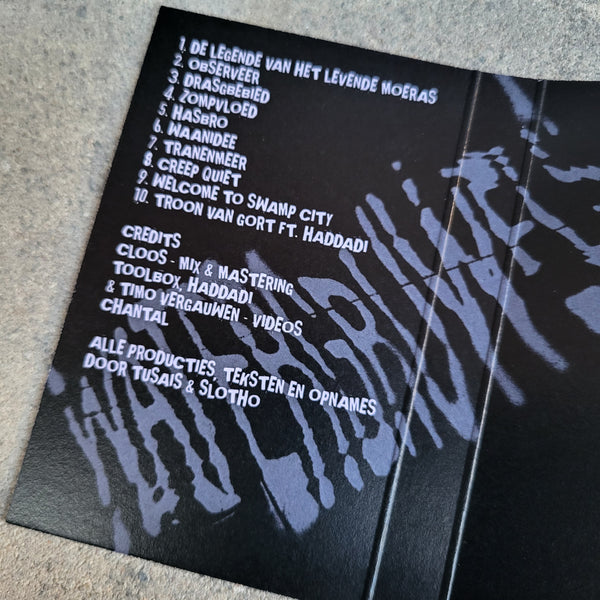 1. DE LEGENDE VAN HET LEVENDE MOERAS
2. OBSERVEER
3. DRASGBEBIED
4. ZOMPVLOED
5. HASBRO
6. WAANIDEE
7. TRANENMEER
8. CREEP QUIET
9. WELCOME TO SWAMP CITY
10. TROON VAN GORT FT. HADDADI
CREDITS
CLOOS - MIX & MASTERING
TOOLBOX, HADDADI
& TIMO VERGAUWEN - VIDEOS
CHANTAL
ALLE PRODUCTIES, TEKSTEN EN OPNAMES
DOOR TUSAIS & SLOTHO